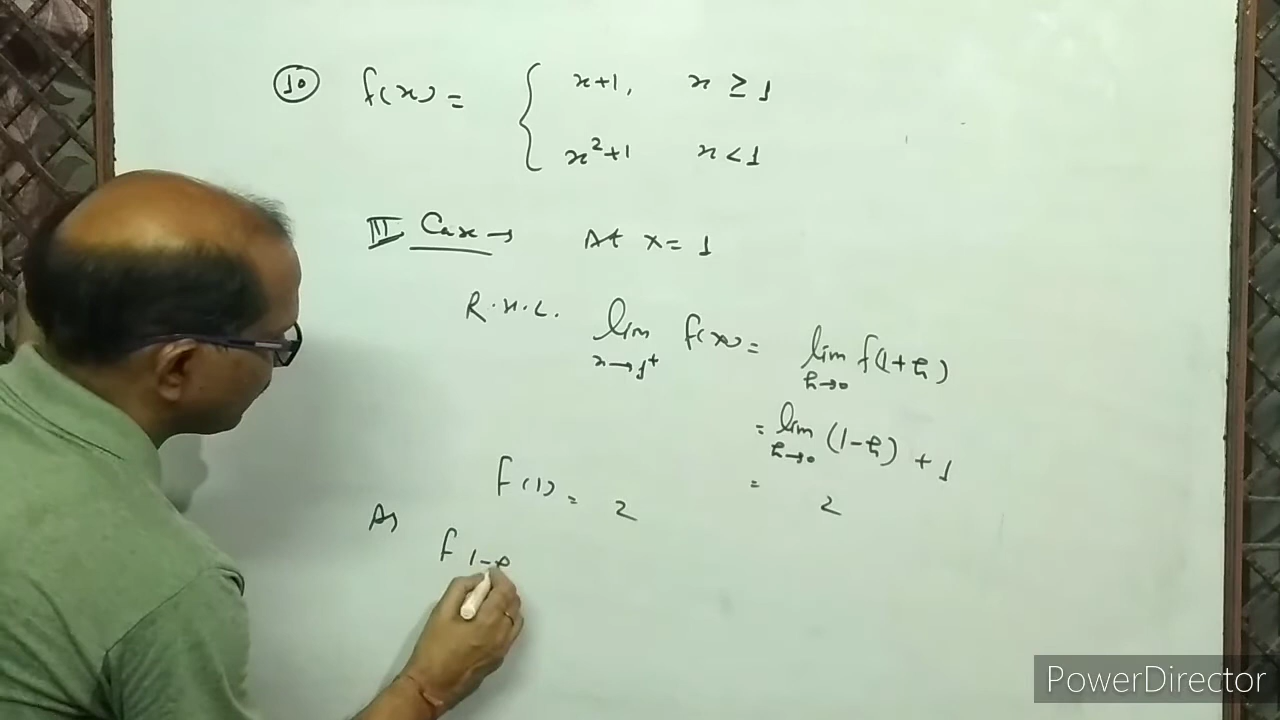 10 f(x) = { x+1, x ≥ 1
x²+1 x < 1
III Case → At x = 1
R.H.L. lim x→1⁺ f(x) = lim h→0 f(1+h)
= lim h→0 (1-h) + 1
f(1) = 2 = 2
As f 1-h
PowerDirector